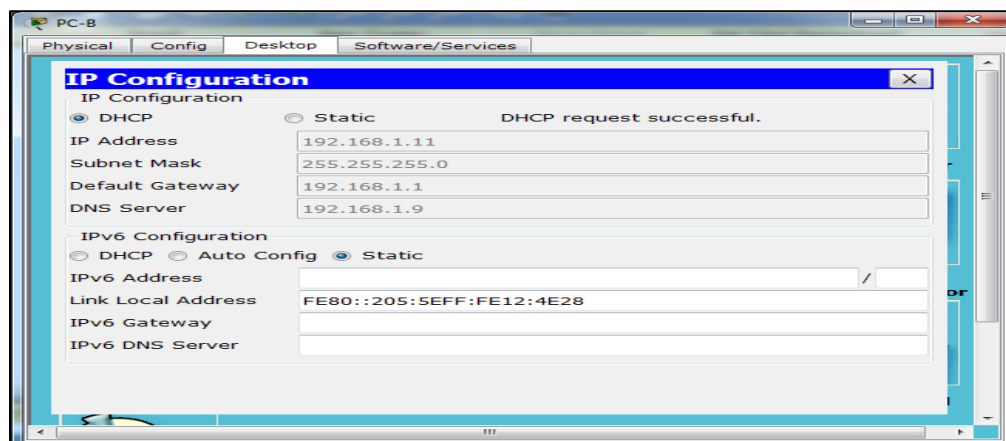 PC-B
Physical Config Desktop Software/Services
IP Configuration X
IP Configuration
DHCP Static DHCP request successful.
IP Address 192.168.1.11
Subnet Mask 255.255.255.0
Default Gateway 192.168.1.1
DNS Server 192.168.1.9
IPv6 Configuration
DHCP Auto Config Static
IPv6 Address /
Link Local Address FE80::205:5EFF:FE12:4E28
IPv6 Gateway
IPv6 DNS Server
or